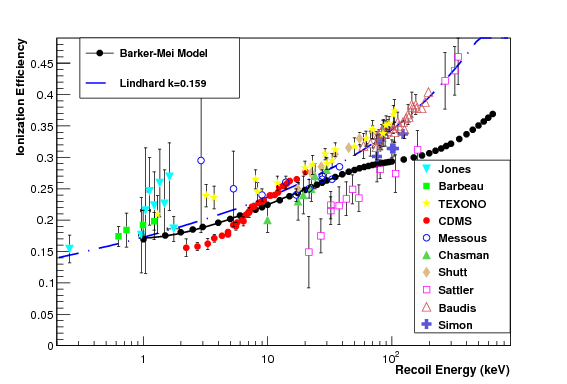 Ionization Efficiency
Barker-Mei Model
Lindhard k=0.159
0.45
0.4
0.35
0.3
0.25
0.2
0.15
0.1
0.05
0
Jones
Barbeau
TEXONO
CDMS
Messous
Chasman
Shutt
Sattler
Baudis
Simon
1
10
10²
Recoil Energy (keV)